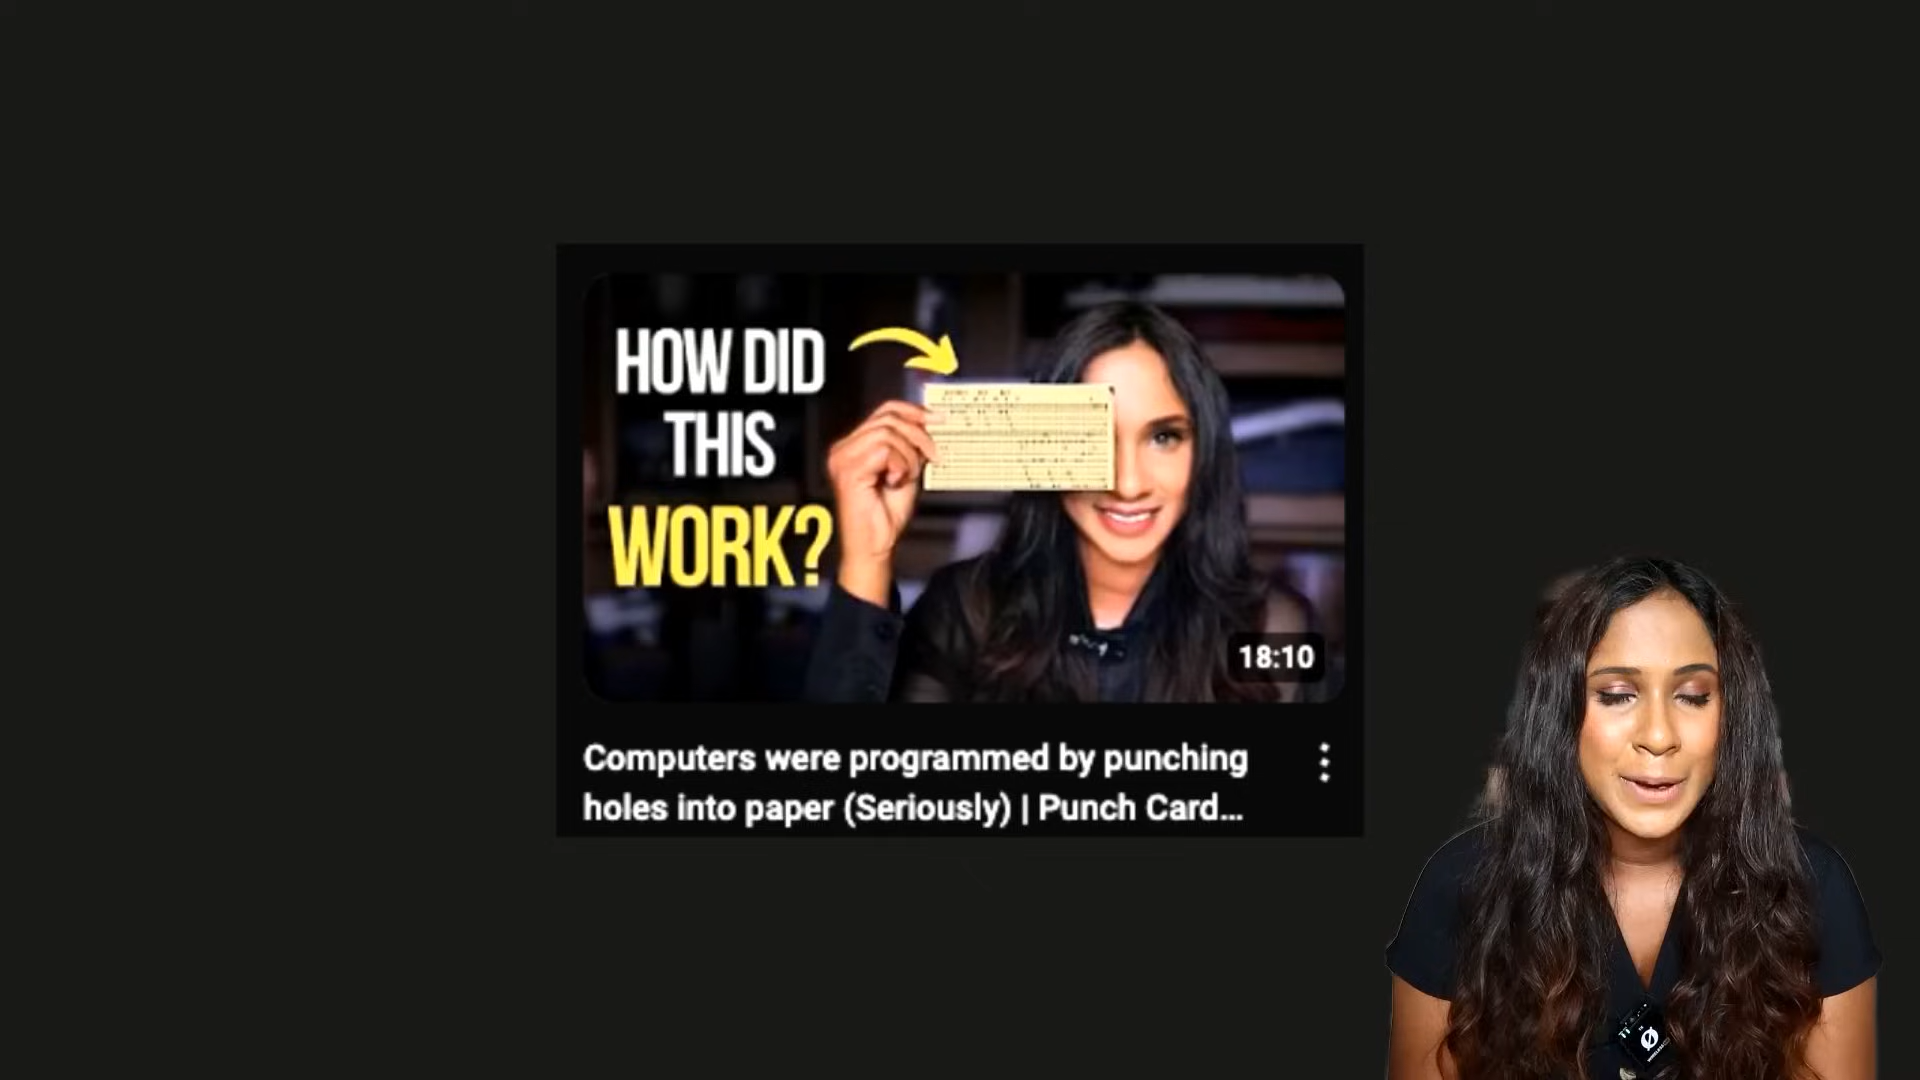 HOW DID
THIS
WORK?
18:10
Computers were programmed by punching
holes into paper (Seriously) | Punch Card...